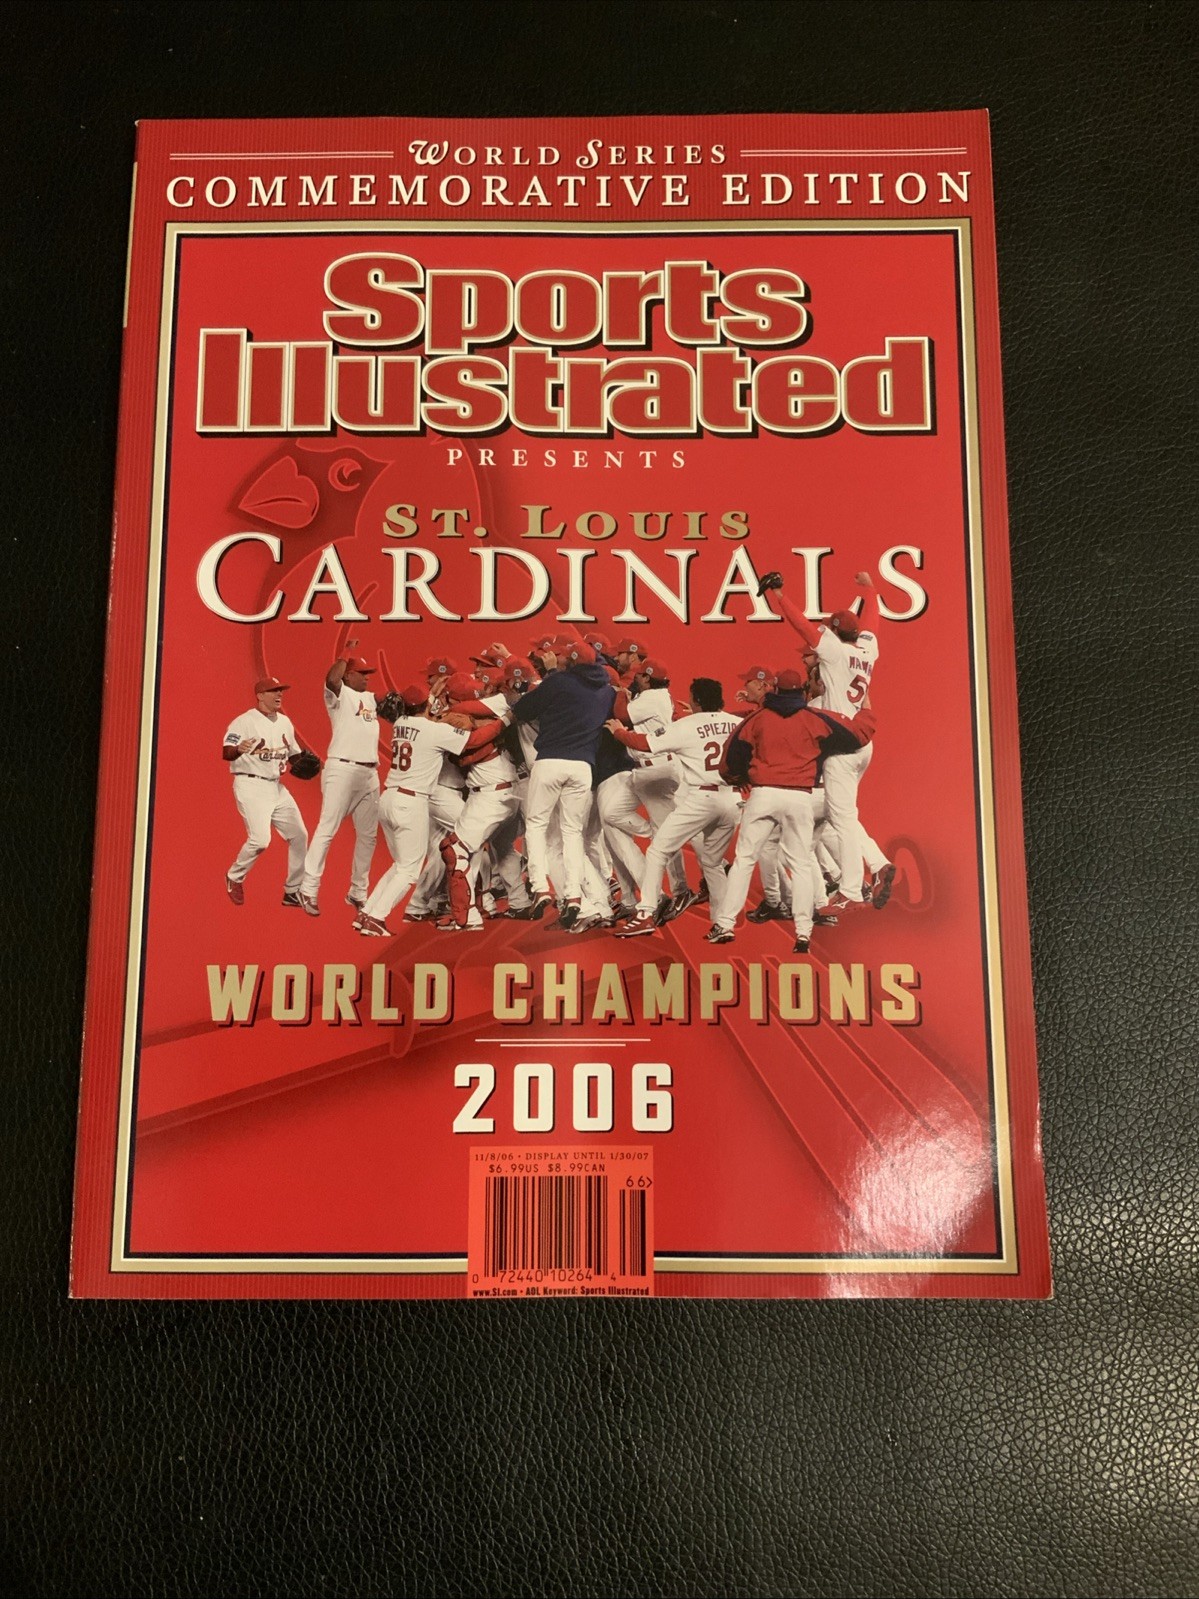 World Series
COMMEMORATIVE EDITION
Sports
Illustrated
PRESENTS
ST. LOUIS
CARDINALS
SPIEZIO
28
WORLD CHAMPIONS
2006
11/8/06 • DISPLAY UNTIL 1/30/07
$6.99US $8.99CAN
66>
0 72440 10264 4
www.SI.com • AOL Keyword: Sports Illustrated